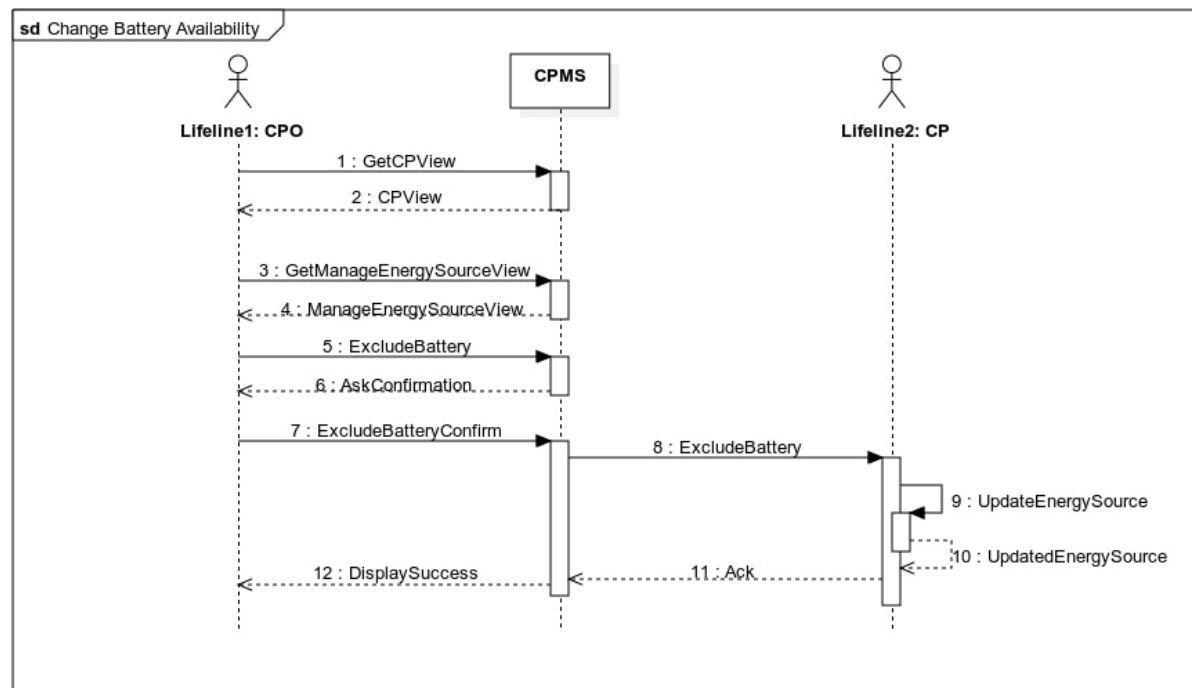 sd Change Battery Availability
CPMS
Lifeline1: CPO
Lifeline2: CP
1 : GetCPView
2 : CPView
3 : GetManageEnergySourceView
4 : ManageEnergySourceView
5 : ExcludeBattery
6 : AskConfirmation
7 : ExcludeBatteryConfirm
8 : ExcludeBattery
9 : UpdateEnergySource
10 : UpdatedEnergySource
11 : Ack
12 : DisplaySuccess